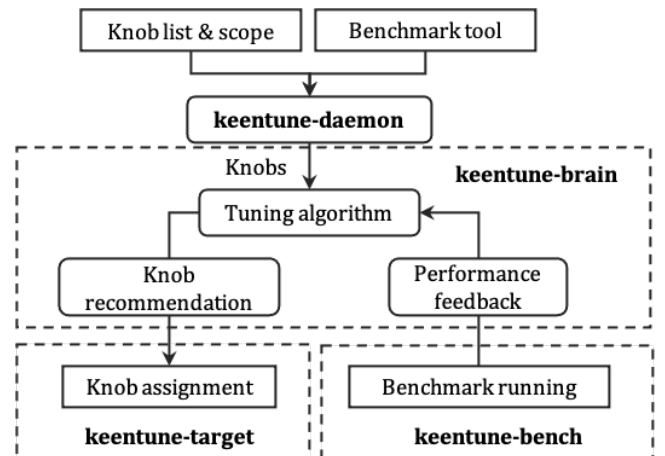 Knob list & scope
Benchmark tool
keentune-daemon
Knobs
keentune-brain
Tuning algorithm
Knob
recommendation
Performance
feedback
Knob assignment
keentune-target
Benchmark running
keentune-bench